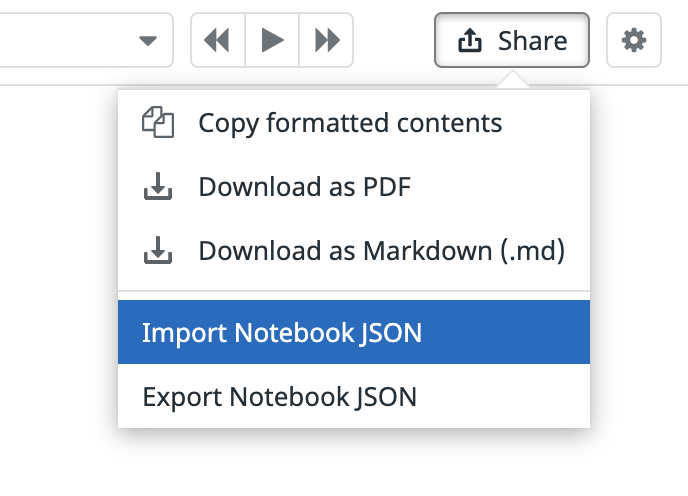 Share
Copy formatted contents
Download as PDF
Download as Markdown (.md)
Import Notebook JSON
Export Notebook JSON